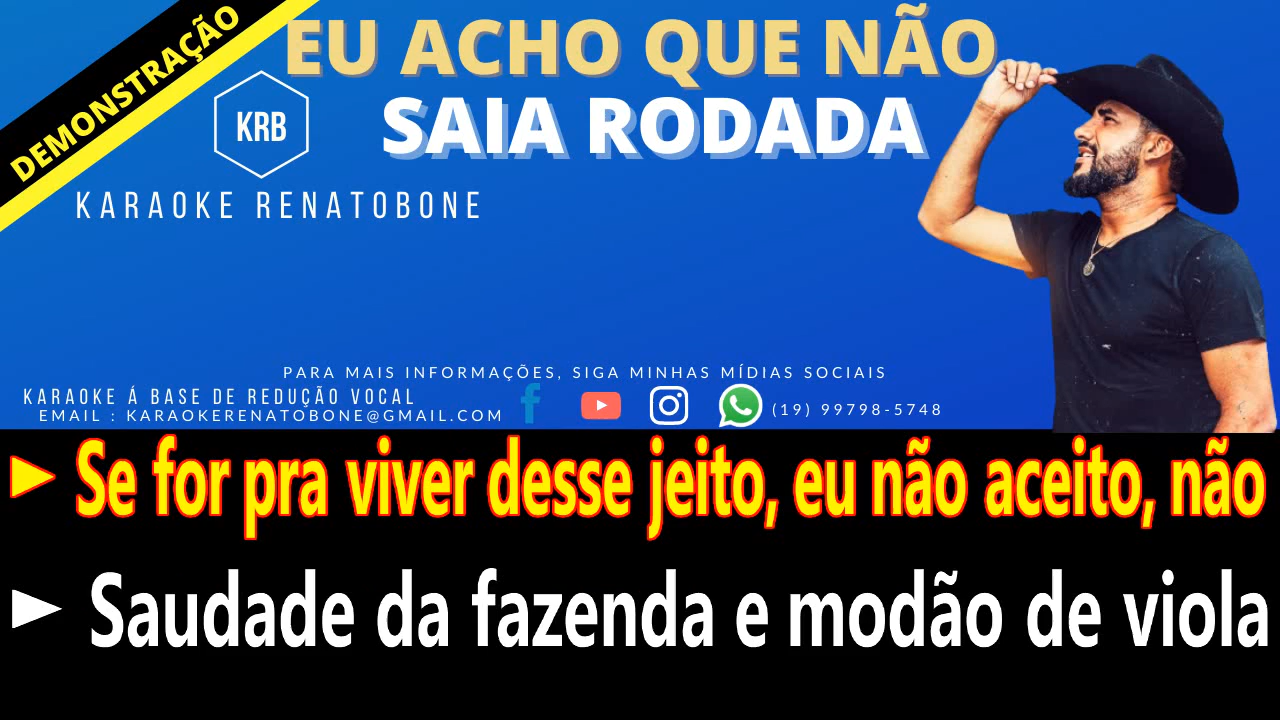 DEMONSTRAÇÃO
EU ACHO QUE NÃO
SAIA RODADA
KRB
KARAOKE RENATOBONE
PARA MAIS INFORMAÇÕES, SIGA MINHAS MÍDIAS SOCIAIS
KARAOKE Á BASE DE REDUÇÃO VOCAL
EMAIL : KARAOKERENATOBONE@GMAIL.COM
(19) 99798-5748
Se for pra viver desse jeito, eu não aceito, não
Saudade da fazenda e modão de viola